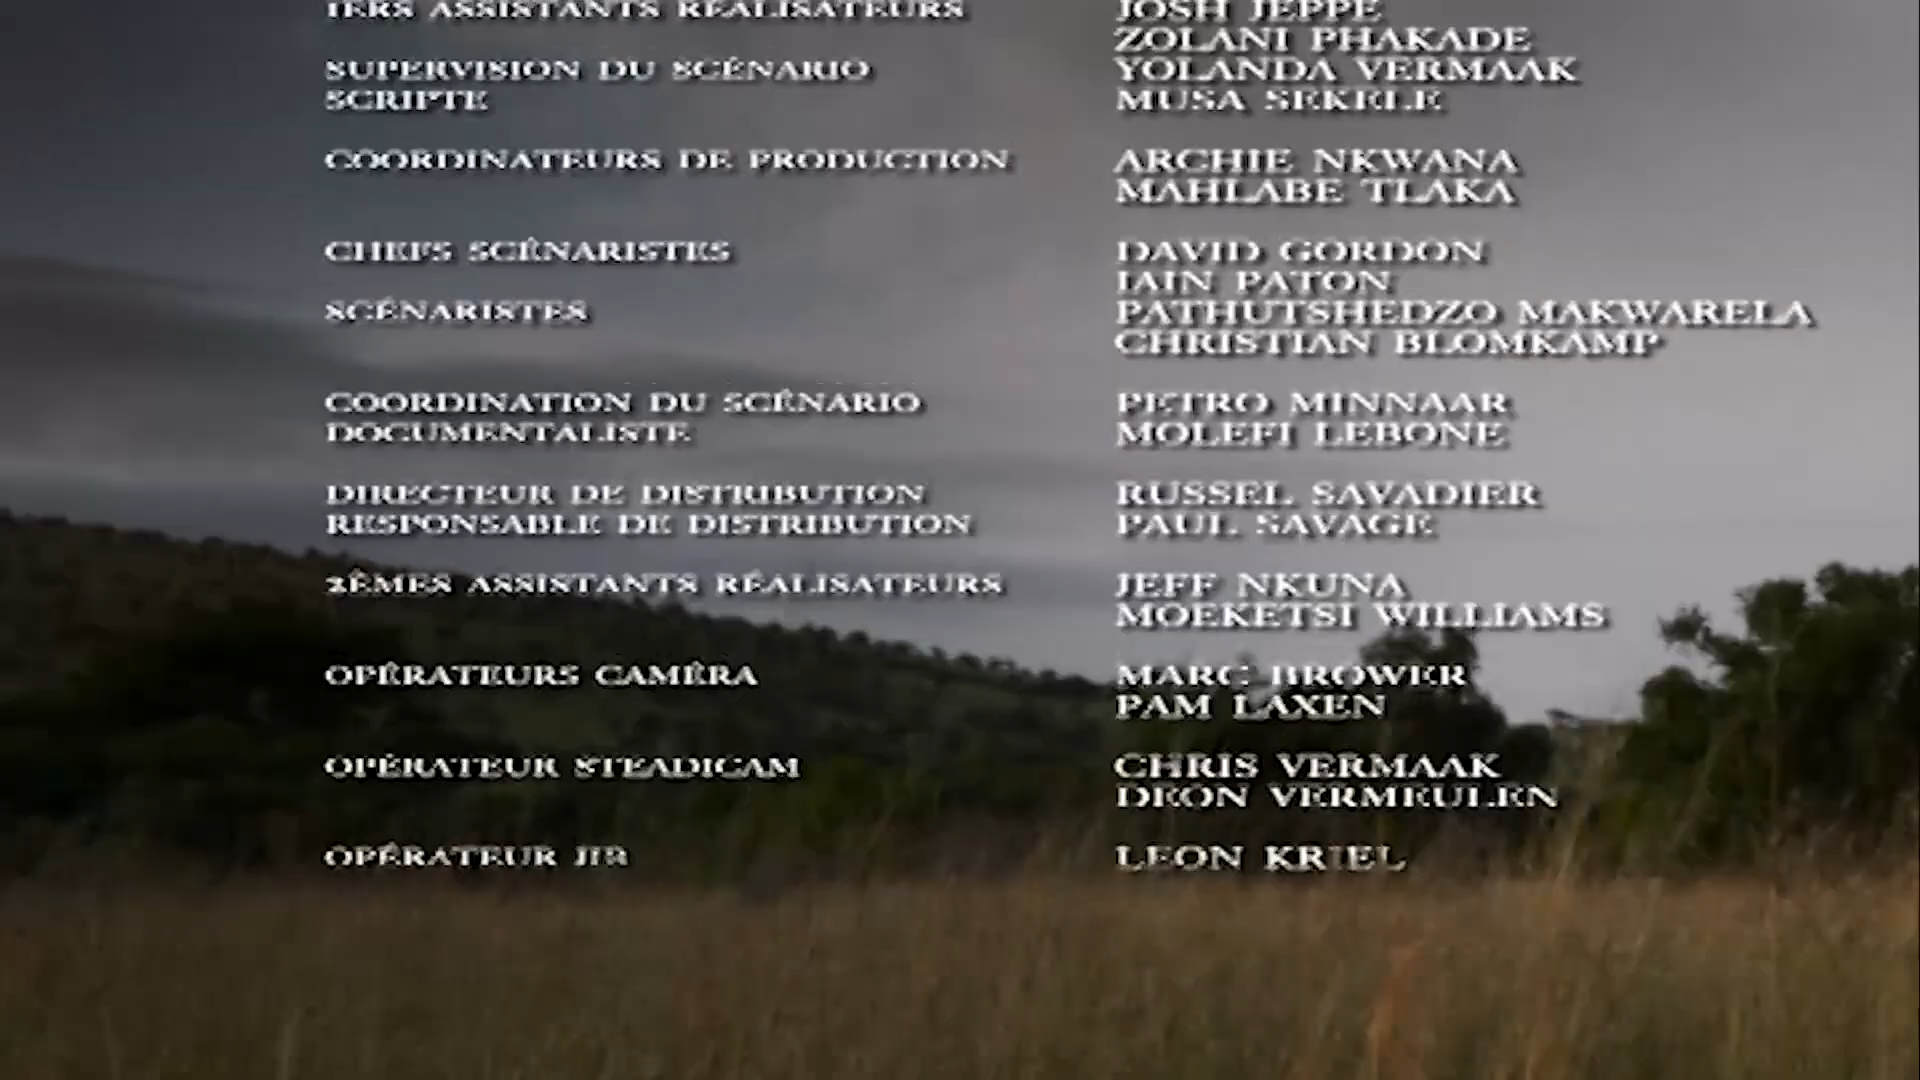 1ERS ASSISTANTS RÉALISATEURS JOSH JEPPE
ZOLANI PHAKADE
SUPERVISION DU SCÉNARIO YOLANDA VERMAAK
SCRIPTE MUSA SEKELE
COORDINATEURS DE PRODUCTION ARCHIE NKWANA
MAHLABE TLAKA
CHEFS SCÉNARISTES DAVID GORDON
IAIN PATON
SCÉNARISTES PATHUTSHEDZO MAKWARELA
CHRISTIAN BLOMKAMP
COORDINATION DU SCÉNARIO PETRO MINNAAR
DOCUMENTALISTE MOLEFI LEBONE
DIRECTEUR DE DISTRIBUTION RUSSEL SAVADIER
RESPONSABLE DE DISTRIBUTION PAUL SAVAGE
2ÈMES ASSISTANTS RÉALISATEURS JEFF NKUNA
MOEKETSI WILLIAMS
OPÉRATEURS CAMÉRA MARC BROWER
PAM LAXEN
OPÉRATEUR STEADICAM CHRIS VERMAAK
DEON VERMEULEN
OPÉRATEUR LEON KRIEL